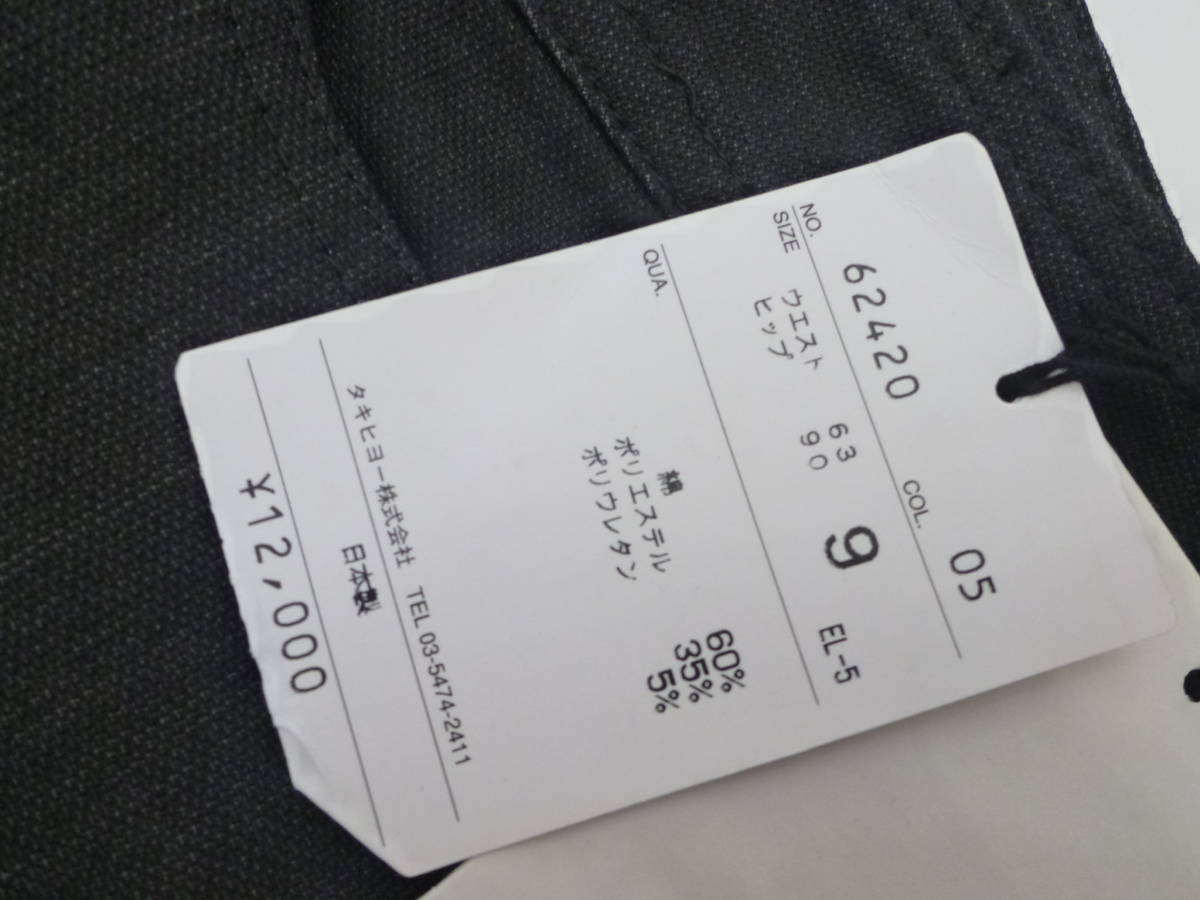 NO. 62420 COL. 05
SIZE ウエスト 63 9 EL-5
ヒップ 90
QUA.
綿 60%
ポリエステル 35%
ポリウレタン 5%
タキヒヨー株式会社 TEL 03-5474-2411
日本製
¥12,000